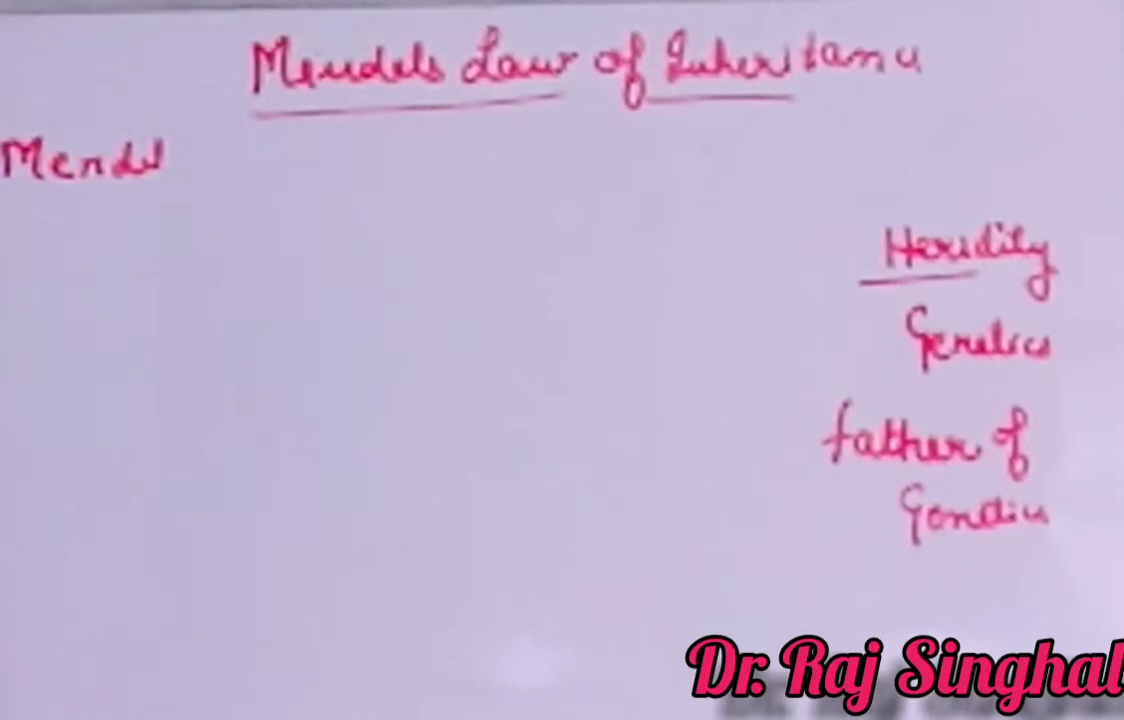 Mendels Law of Inheritance
Mendel
Heridity
Genetics
father of
Genetics
Dr. Raj Singhal